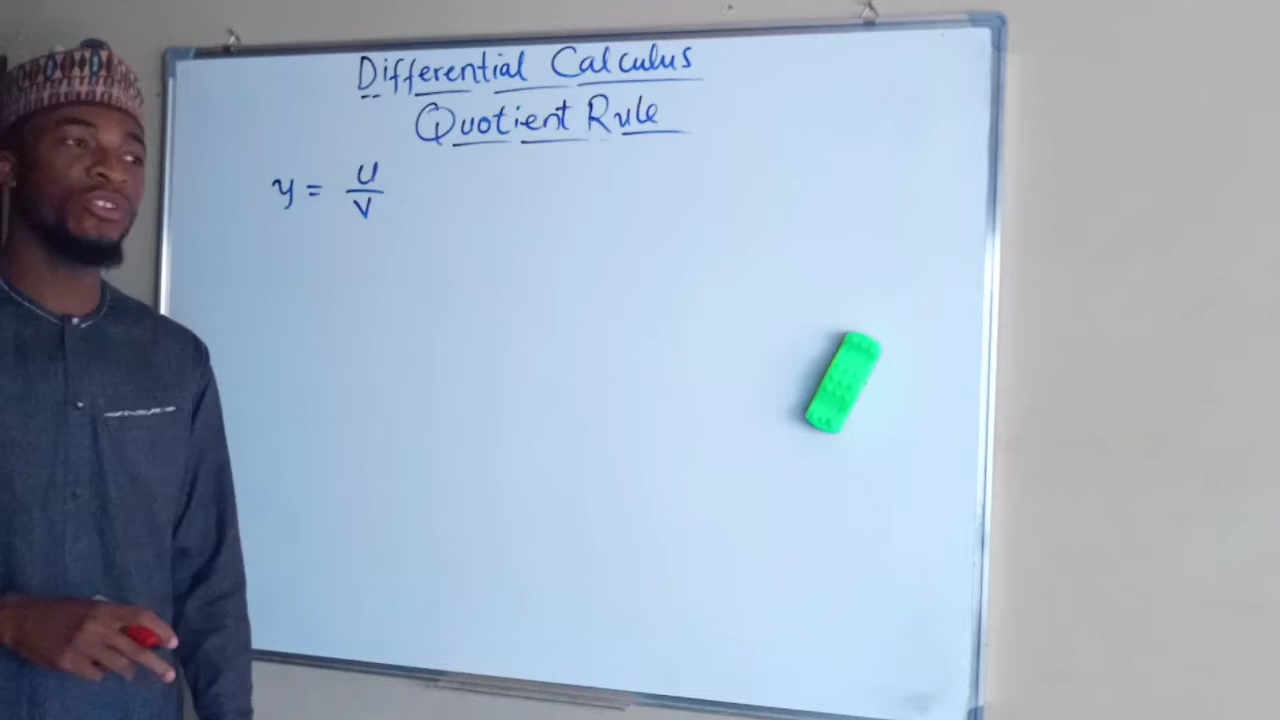 Differential Calculus
Quotient Rule
y = U/V